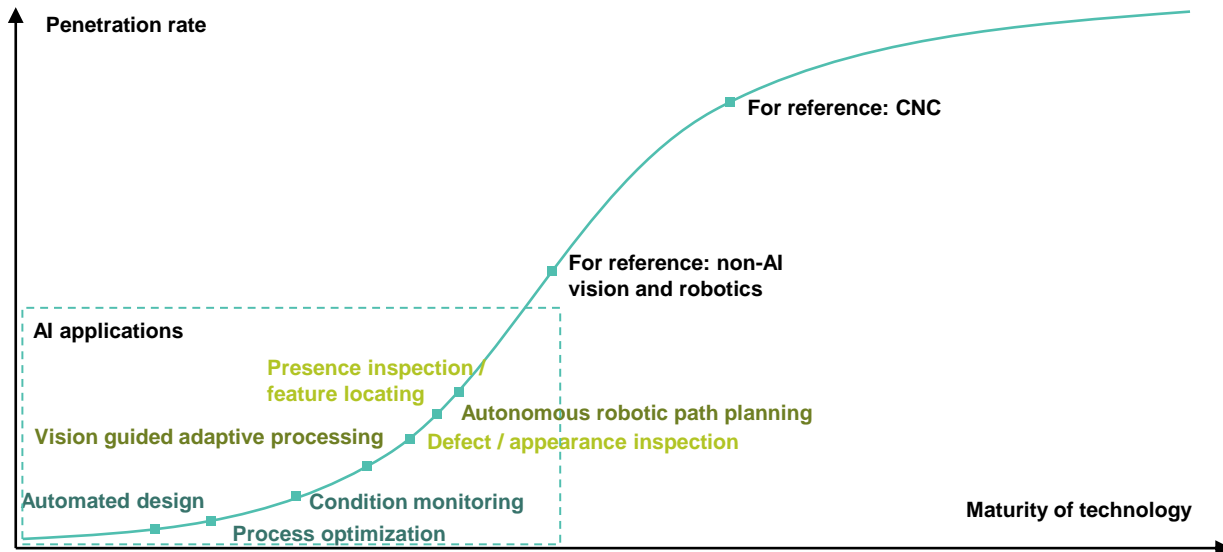 Penetration rate
For reference: CNC
For reference: non-AI
vision and robotics
AI applications
Presence inspection /
feature locating
Autonomous robotic path planning
Vision guided adaptive processing
Defect / appearance inspection
Automated design
Condition monitoring
Maturity of technology
Process optimization